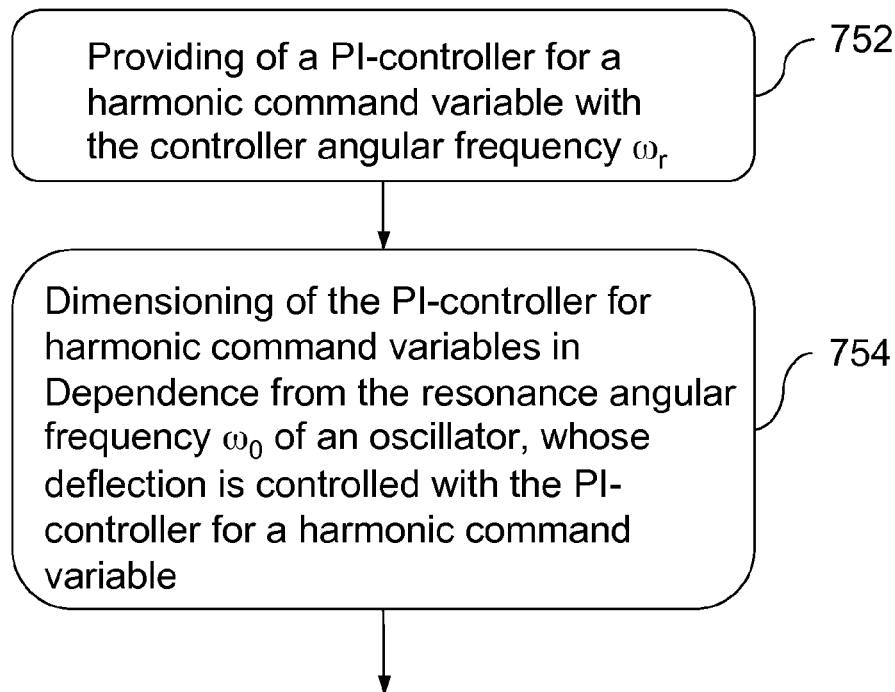 752
Providing of a PI-controller for a
harmonic command variable with
the controller angular frequency ωr
754
Dimensioning of the PI-controller for
harmonic command variables in
Dependence from the resonance angular
frequency ω0 of an oscillator, whose
deflection is controlled with the PI-
controller for a harmonic command
variable